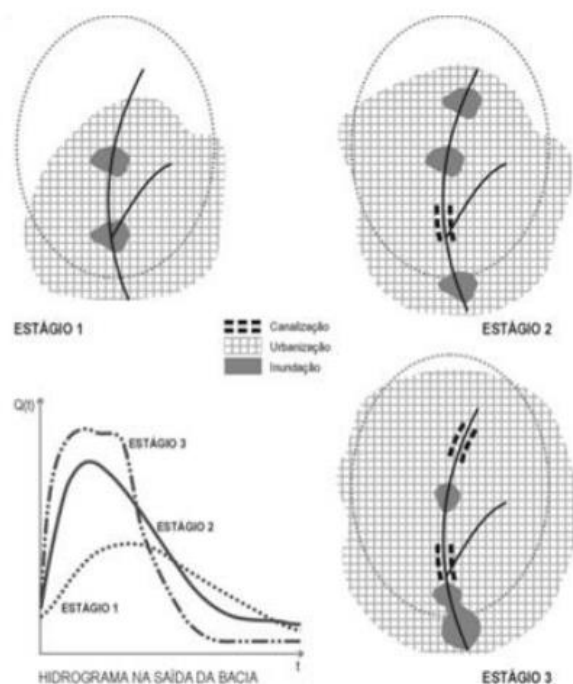 ESTÁGIO 1
Canalização
Urbanização
Inundação
ESTÁGIO 2
Q(t)
ESTÁGIO 3
ESTÁGIO 2
ESTÁGIO 1
t
HIDROGRAMA NA SAÍDA DA BACIA
ESTÁGIO 3